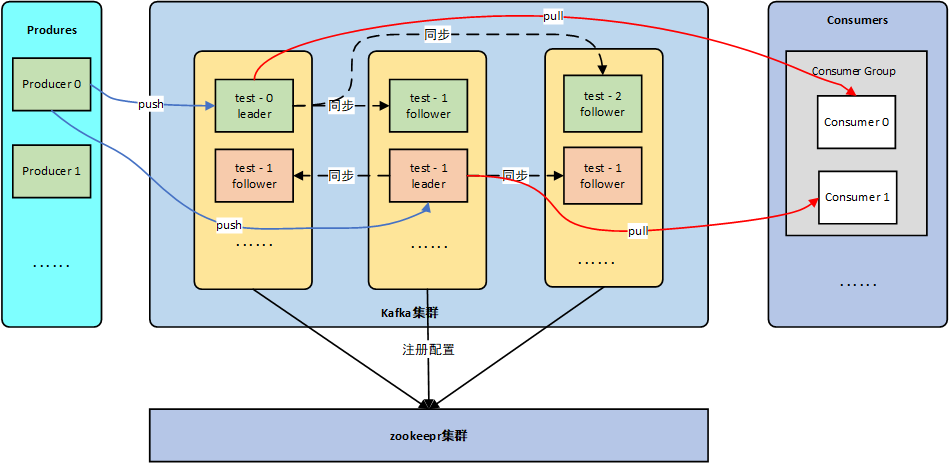 Produres
Producer 0
Producer 1
......
push
push
pull
同步
test - 0
leader
同步
test - 1
follower
test - 2
follower
test - 1
follower
同步
test - 1
leader
同步
test - 1
follower
......
......
......
pull
Kafka集群
注册配置
zookeepr集群
Consumers
Consumer Group
Consumer 0
Consumer 1
......